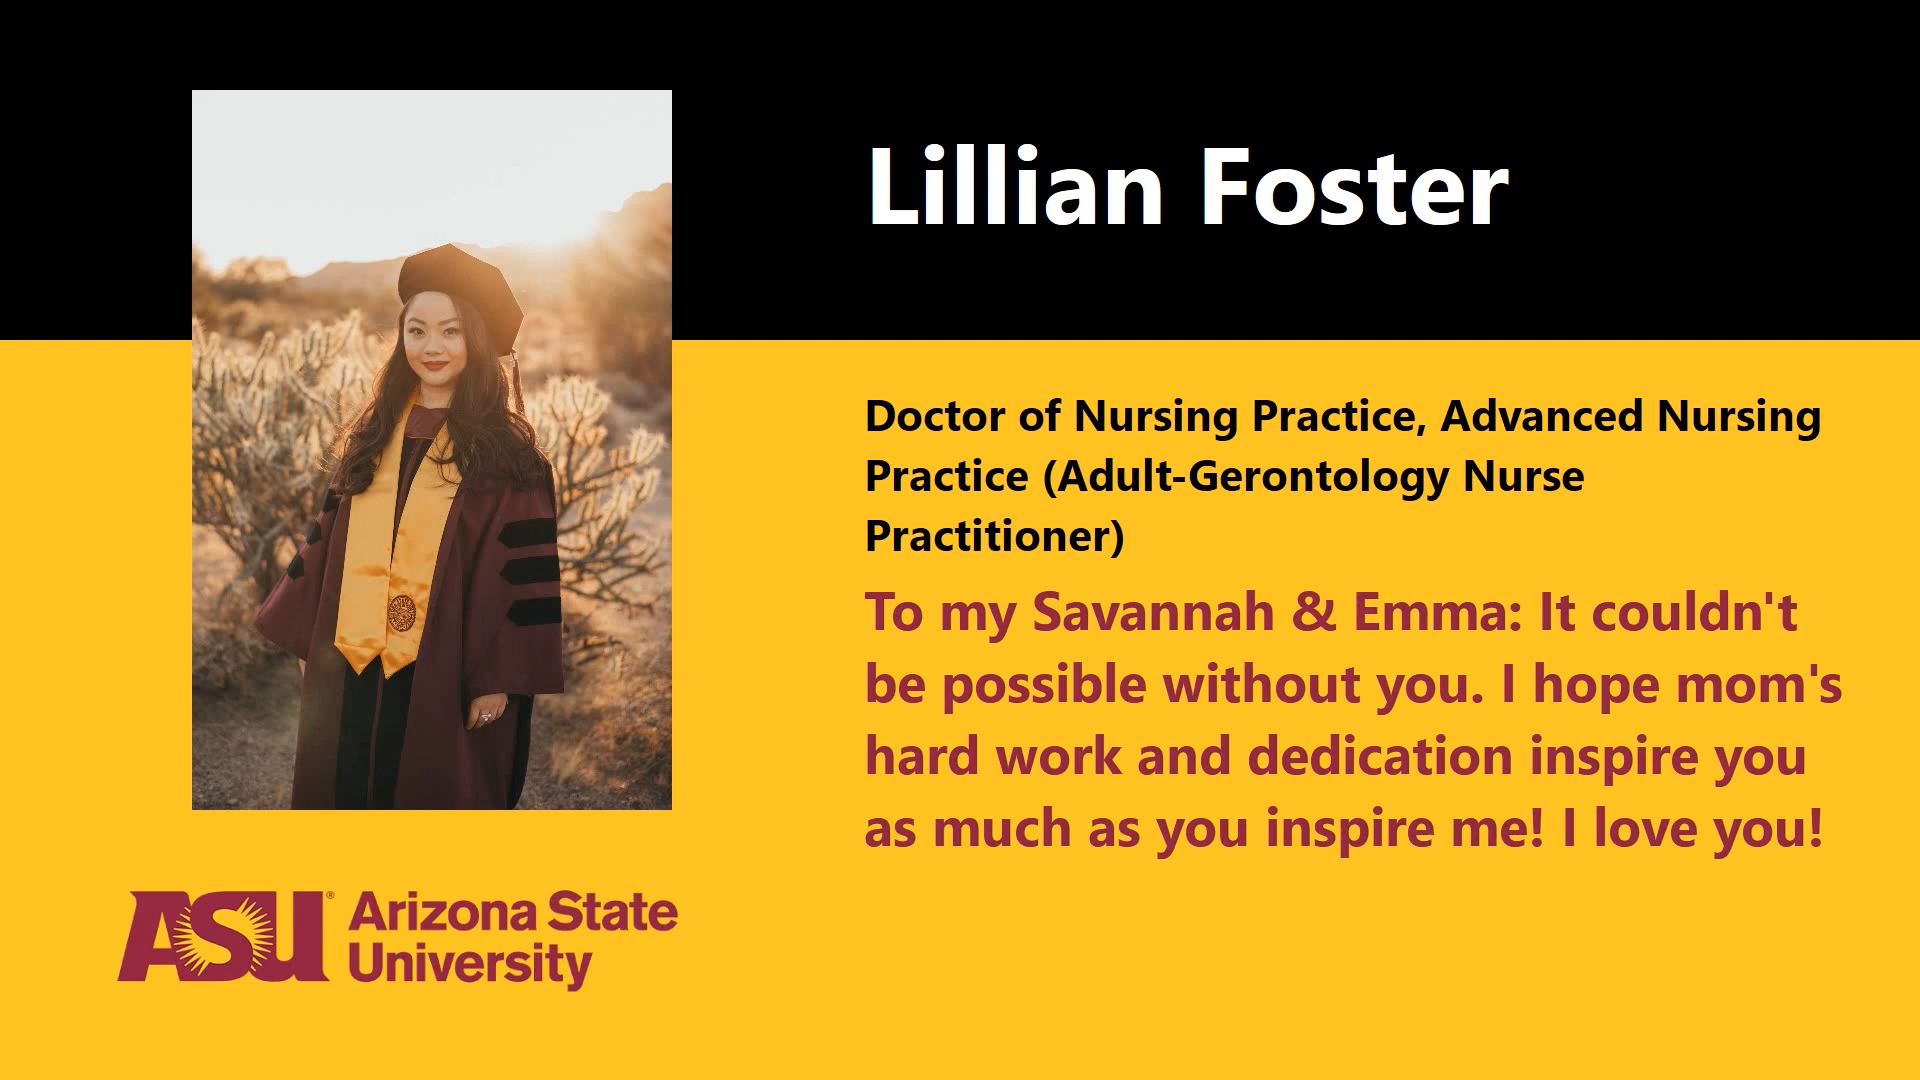 Lillian Foster
Doctor of Nursing Practice, Advanced Nursing
Practice (Adult-Gerontology Nurse
Practitioner)
To my Savannah & Emma: It couldn't
be possible without you. I hope mom's
hard work and dedication inspire you
as much as you inspire me! I love you!
ASU® Arizona State
University